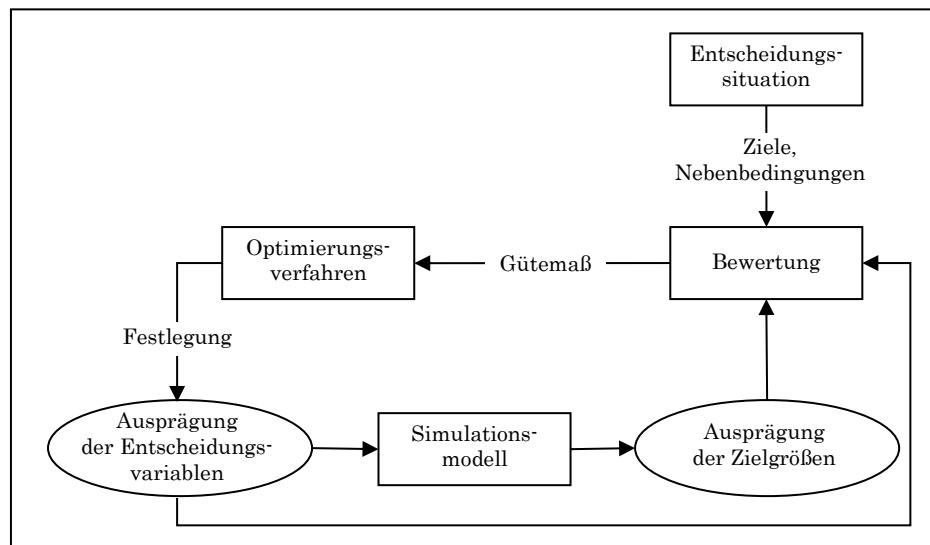 Entscheidungs-
situation
Ziele,
Nebenbedingungen
Optimierungs-
verfahren
Gütemaß
Bewertung
Festlegung
Ausprägung
der Entscheidungs-
variablen
Simulations-
modell
Ausprägung
der Zielgrößen